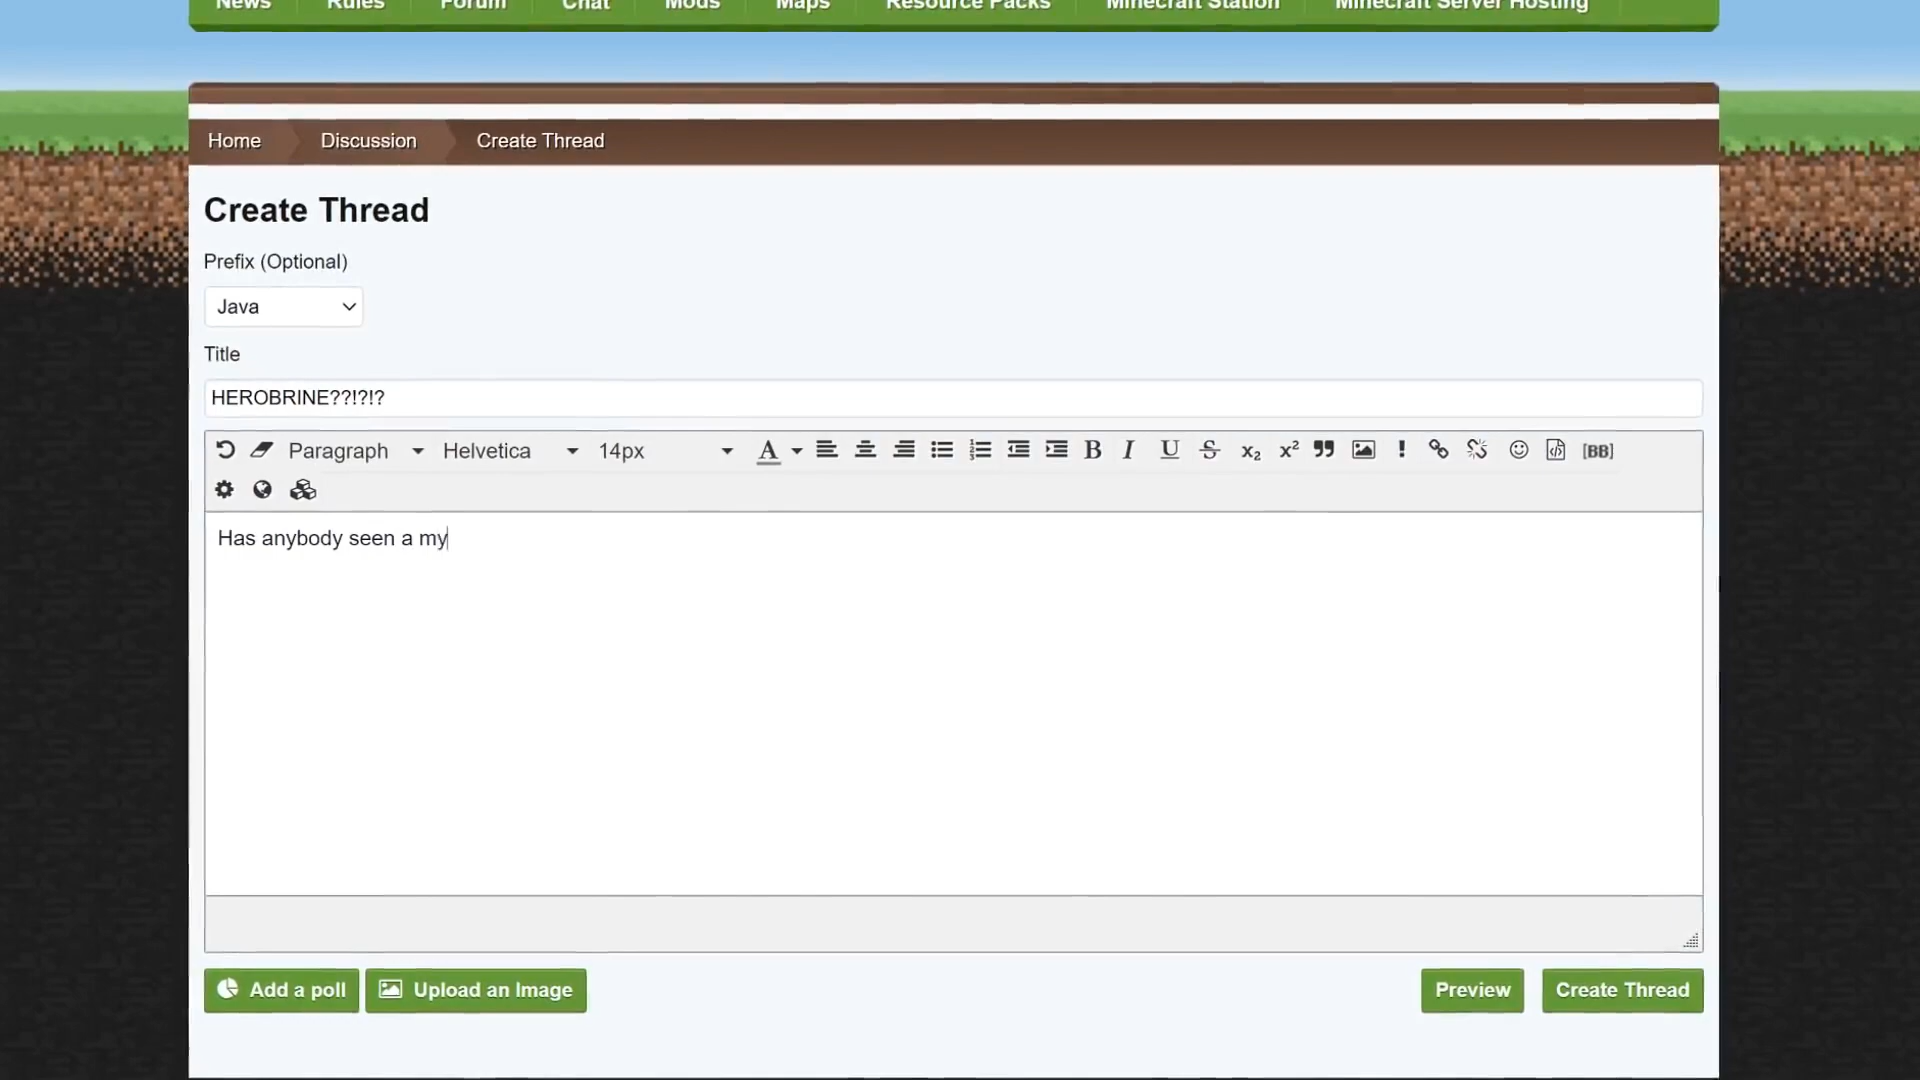 News Rules Forum Chat Mods Maps Resource Packs Minecraft Station Minecraft Server Hosting
Home Discussion Create Thread
Create Thread
Prefix (Optional)
Java
Title
HEROBRINE??!?!?
Paragraph Helvetica 14px A B I U S x₂ x² [BB]
Has anybody seen a my
Add a poll Upload an Image Preview Create Thread